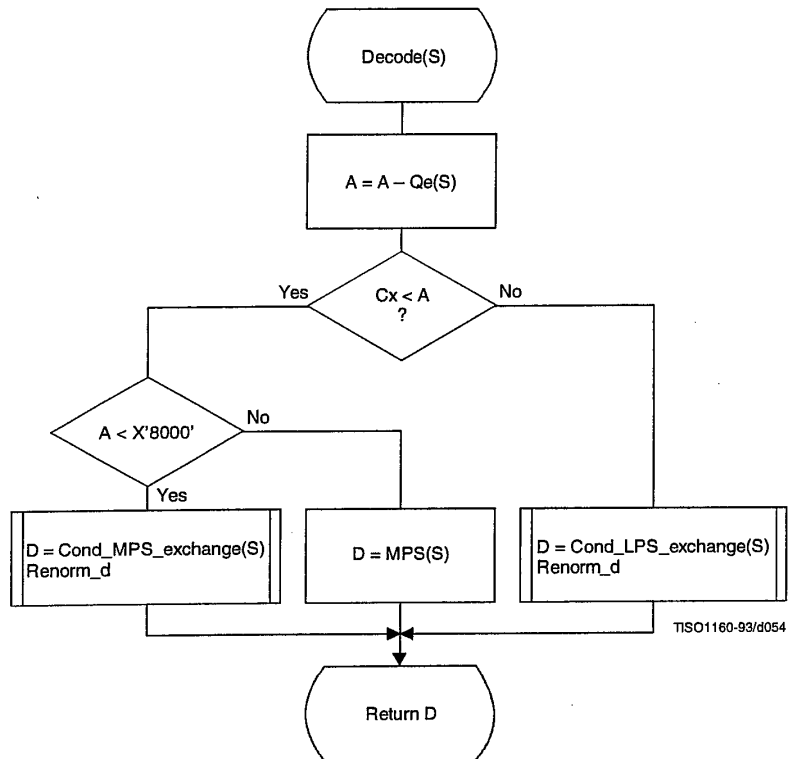 Decode(S)
A = A – Qe(S)
Cx < A
?
Yes
No
A < X'8000'
No
Yes
D = Cond_MPS_exchange(S)
Renorm_d
D = MPS(S)
D = Cond_LPS_exchange(S)
Renorm_d
TISO1160-93/d054
Return D